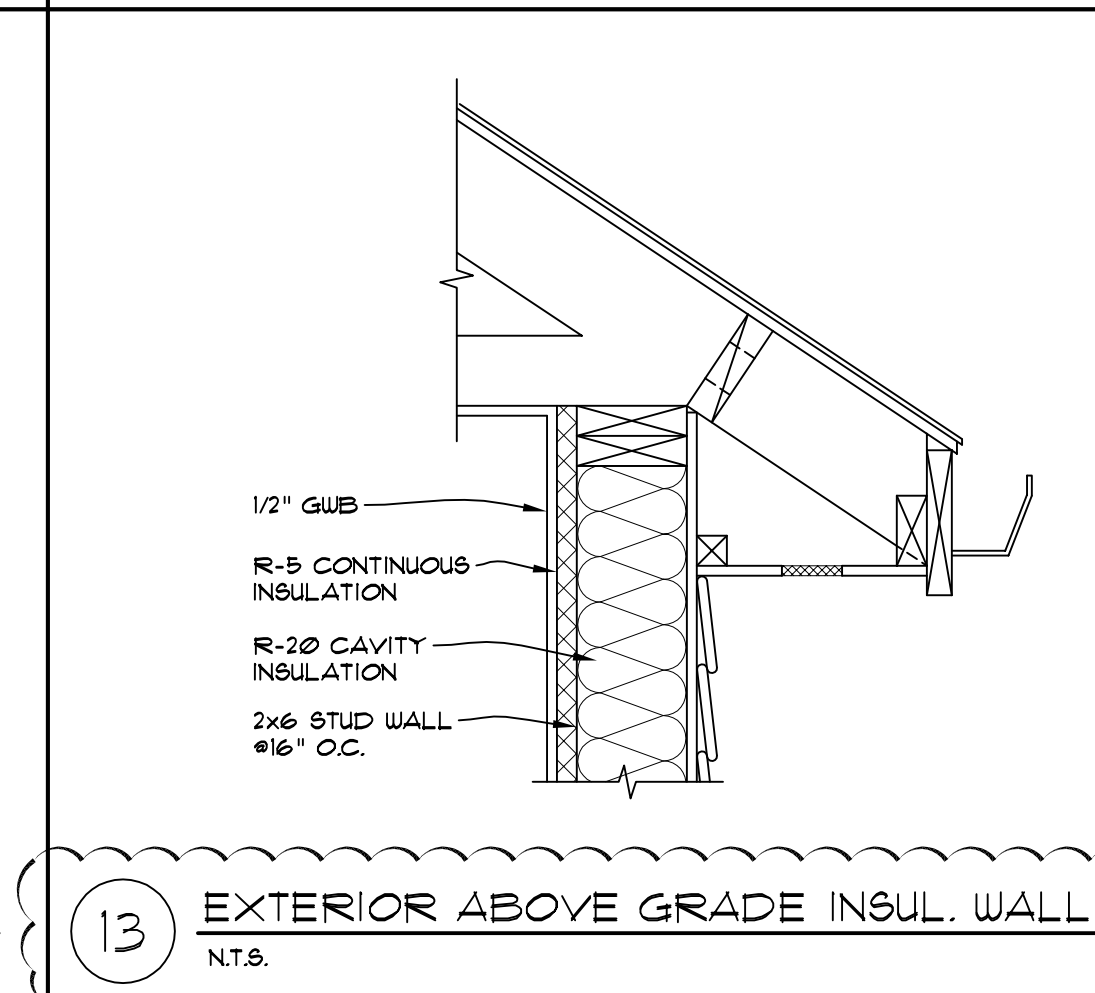 1/2" GWB
R-5 CONTINUOUS
INSULATION
R-20 CAVITY
INSULATION
2x6 STUD WALL
@16" O.C.
13
EXTERIOR ABOVE GRADE INSUL. WALL
N.T.S.